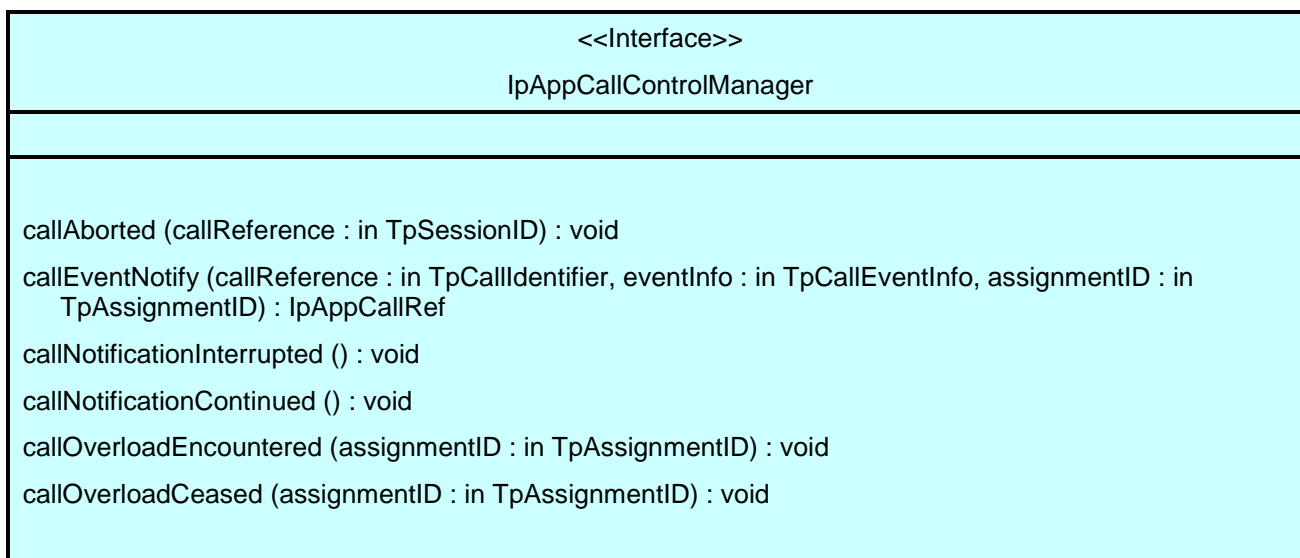 <<Interface>>
IpAppCallControlManager
callAborted (callReference : in TpSessionID) : void
callEventNotify (callReference : in TpCallIdentifier, eventInfo : in TpCallEventInfo, assignmentID : in
TpAssignmentID) : IpAppCallRef
callNotificationInterrupted () : void
callNotificationContinued () : void
callOverloadEncountered (assignmentID : in TpAssignmentID) : void
callOverloadCeased (assignmentID : in TpAssignmentID) : void